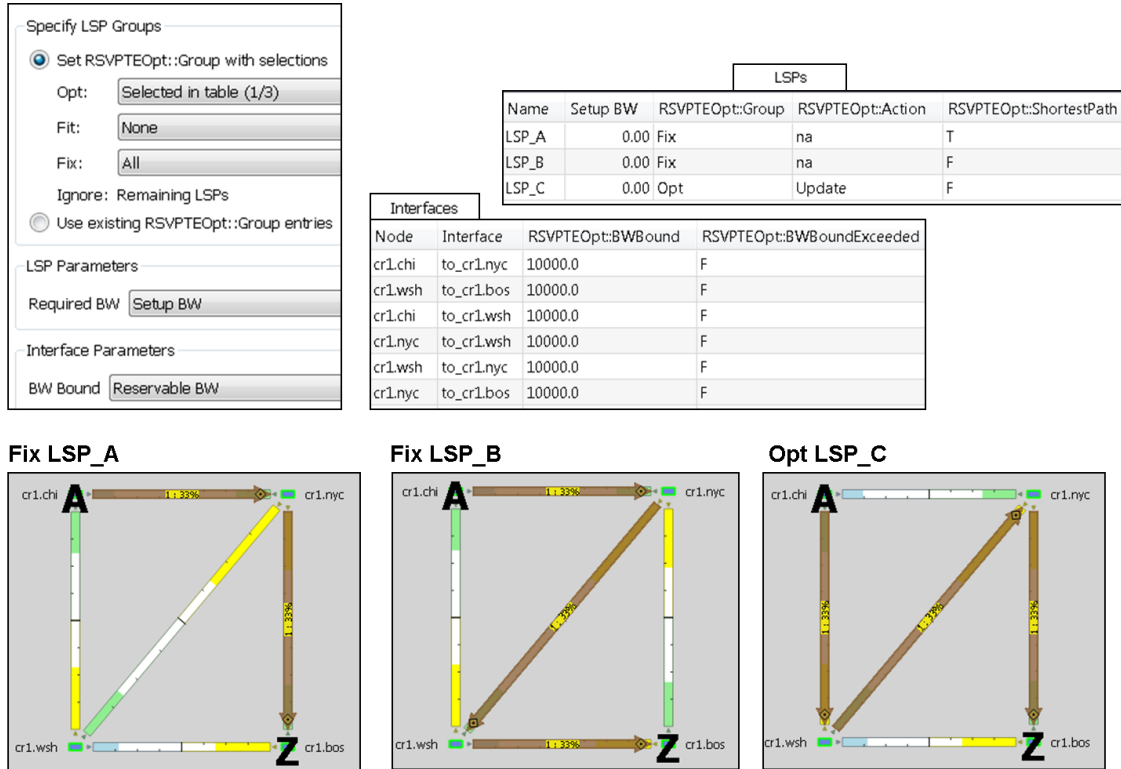 Specify LSP Groups
Set RSVPTEOpt::Group with selections
Opt: Selected in table (1/3)
Fit: None
Fix: All
Ignore: Remaining LSPs
Use existing RSVPTEOpt::Group entries
LSP Parameters
Required BW Setup BW
Interface Parameters
BW Bound Reservable BW
LSPs
Name Setup BW RSVPTEOpt::Group RSVPTEOpt::Action RSVPTEOpt::ShortestPath
LSP_A 0.00 Fix na T
LSP_B 0.00 Fix na F
LSP_C 0.00 Opt Update F
Interfaces
Node Interface RSVPTEOpt::BWBound RSVPTEOpt::BWBoundExceeded
cr1.chi to_cr1.nyc 10000.0 F
cr1.wsh to_cr1.bos 10000.0 F
cr1.chi to_cr1.wsh 10000.0 F
cr1.nyc to_cr1.wsh 10000.0 F
cr1.wsh to_cr1.nyc 10000.0 F
cr1.nyc to_cr1.bos 10000.0 F
Fix LSP_A
cr1.chi A 1 : 33% cr1.nyc
1 : 33%
cr1.wsh Z cr1.bos
Fix LSP_B
cr1.chi A 1 : 33% cr1.nyc
1 : 33%
cr1.wsh 1 : 33% Z cr1.bos
Opt LSP_C
cr1.chi A cr1.nyc
1 : 33% 1 : 33% 1 : 33%
cr1.wsh Z cr1.bos